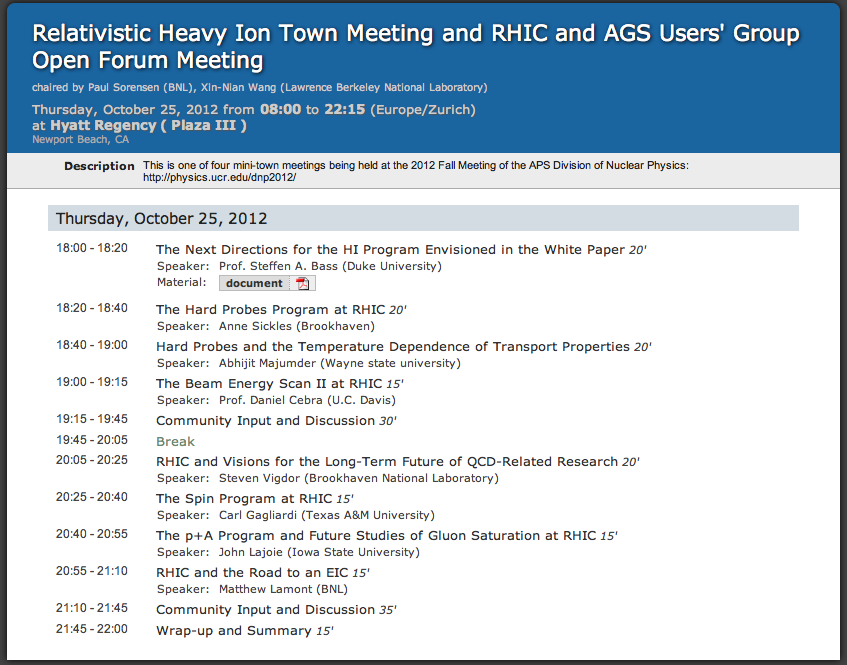 Relativistic Heavy Ion Town Meeting and RHIC and AGS Users' Group
Open Forum Meeting
chaired by Paul Sorensen (BNL), Xin-Nian Wang (Lawrence Berkeley National Laboratory)
Thursday, October 25, 2012 from 08:00 to 22:15 (Europe/Zurich)
at Hyatt Regency ( Plaza III )
Newport Beach, CA
Description This is one of four mini-town meetings being held at the 2012 Fall Meeting of the APS Division of Nuclear Physics:
http://physics.ucr.edu/dnp2012/
Thursday, October 25, 2012
18:00 - 18:20 The Next Directions for the HI Program Envisioned in the White Paper 20'
Speaker: Prof. Steffen A. Bass (Duke University)
Material: document
18:20 - 18:40 The Hard Probes Program at RHIC 20'
Speaker: Anne Sickles (Brookhaven)
18:40 - 19:00 Hard Probes and the Temperature Dependence of Transport Properties 20'
Speaker: Abhijit Majumder (Wayne state university)
19:00 - 19:15 The Beam Energy Scan II at RHIC 15'
Speaker: Prof. Daniel Cebra (U.C. Davis)
19:15 - 19:45 Community Input and Discussion 30'
19:45 - 20:05 Break
20:05 - 20:25 RHIC and Visions for the Long-Term Future of QCD-Related Research 20'
Speaker: Steven Vigdor (Brookhaven National Laboratory)
20:25 - 20:40 The Spin Program at RHIC 15'
Speaker: Carl Gagliardi (Texas A&M University)
20:40 - 20:55 The p+A Program and Future Studies of Gluon Saturation at RHIC 15'
Speaker: John Lajoie (Iowa State University)
20:55 - 21:10 RHIC and the Road to an EIC 15'
Speaker: Matthew Lamont (BNL)
21:10 - 21:45 Community Input and Discussion 35'
21:45 - 22:00 Wrap-up and Summary 15'